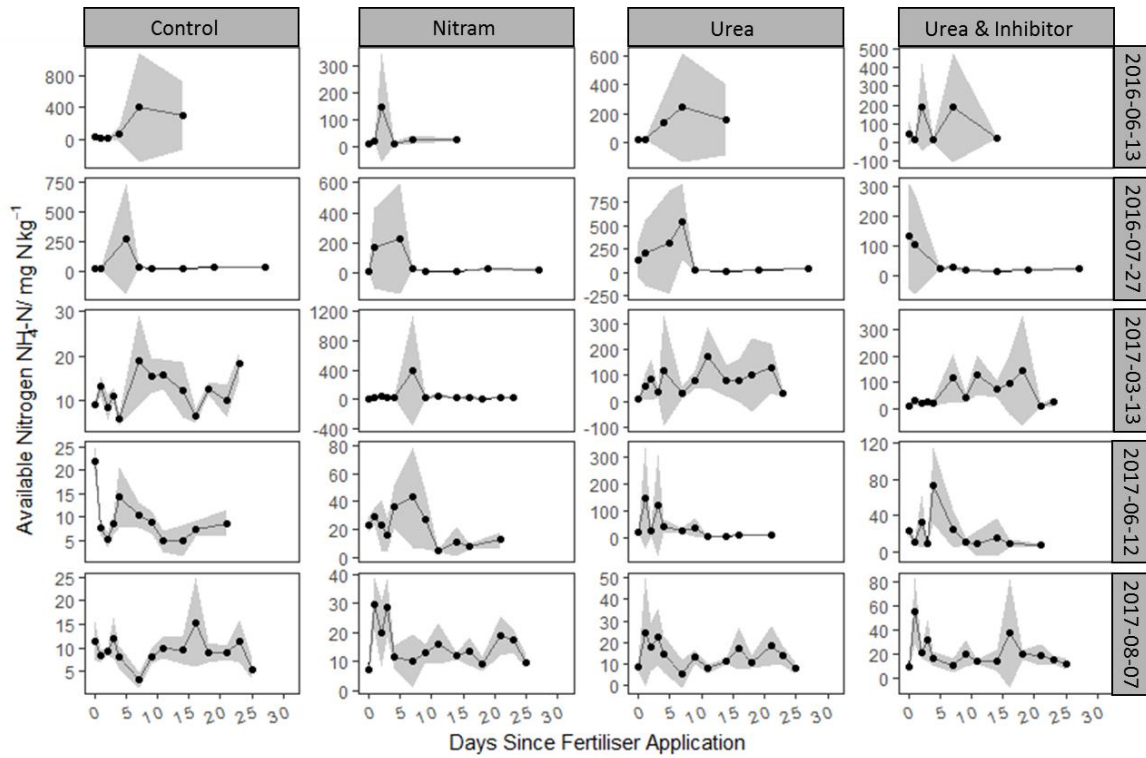 Control Nitram Urea Urea & Inhibitor
800 400 0
300 200 100 0
600 400 200 0
500 400 300 200 100 0 -100
2016-06-13
750 500 250 0
600 400 200 0
750 500 250 0 -250
300 200 100 0
2016-07-27
30 20 10
1200 800 400 0 -400
300 200 100 0 -100
300 200 100 0
2017-03-13
25 20 15 10 5
80 60 40 20 0
300 200 100 0
120 80 40 0
2017-06-12
25 20 15 10 5
40 30 20 10 0
50 40 30 20 10 0
80 60 40 20 0
2017-08-07
0 5 10 15 20 25 30
0 5 10 15 20 25 30
0 5 10 15 20 25 30
0 5 10 15 20 25 30
Available Nitrogen NH₄-N/ mg N kg⁻¹
Days Since Fertiliser Application